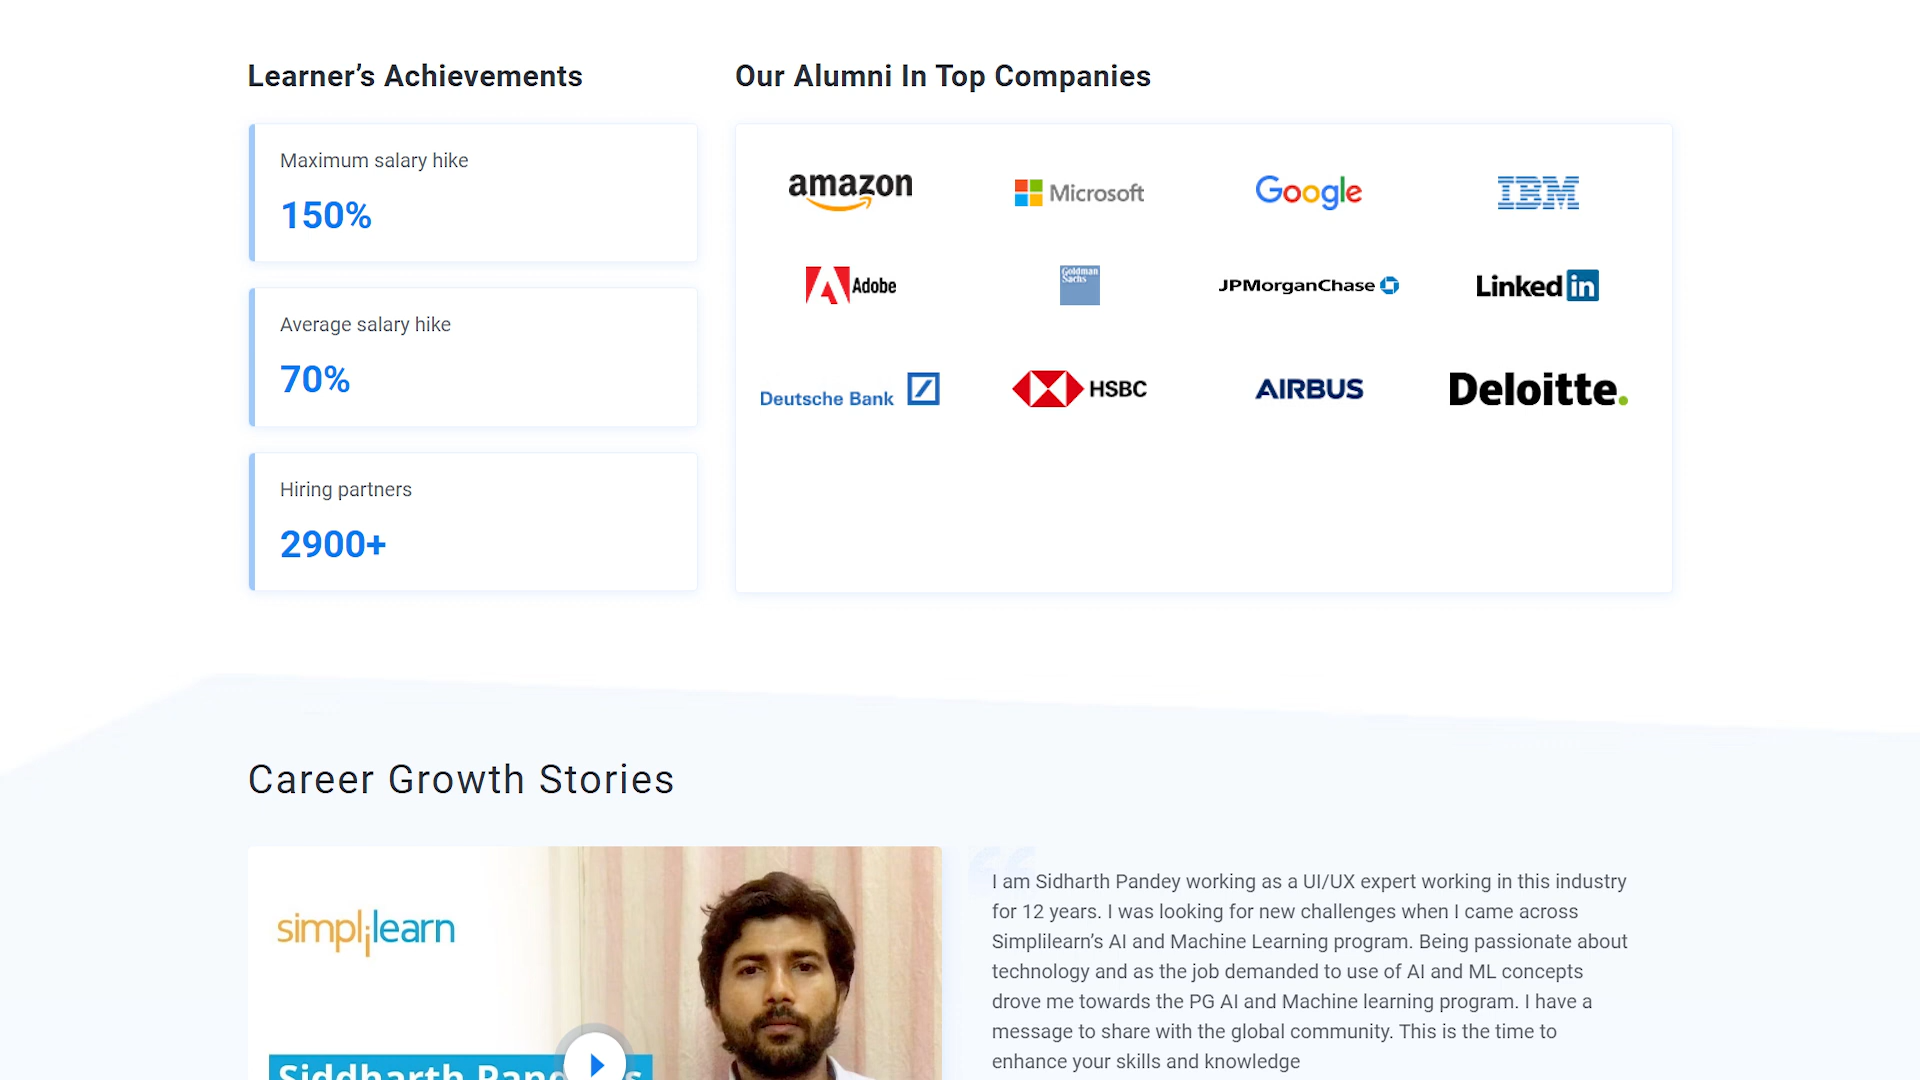 Learner’s Achievements
Maximum salary hike
150%
Average salary hike
70%
Hiring partners
2900+
Our Alumni In Top Companies
amazon Microsoft Google IBM
Adobe Goldman Sachs JPMorganChase Linked in
Deutsche Bank HSBC AIRBUS Deloitte.
Career Growth Stories
simplilearn
Siddharth
I am Sidharth Pandey working as a UI/UX expert working in this industry
for 12 years. I was looking for new challenges when I came across
Simplilearn’s AI and Machine Learning program. Being passionate about
technology and as the job demanded to use of AI and ML concepts
drove me towards the PG AI and Machine learning program. I have a
message to share with the global community. This is the time to
enhance your skills and knowledge